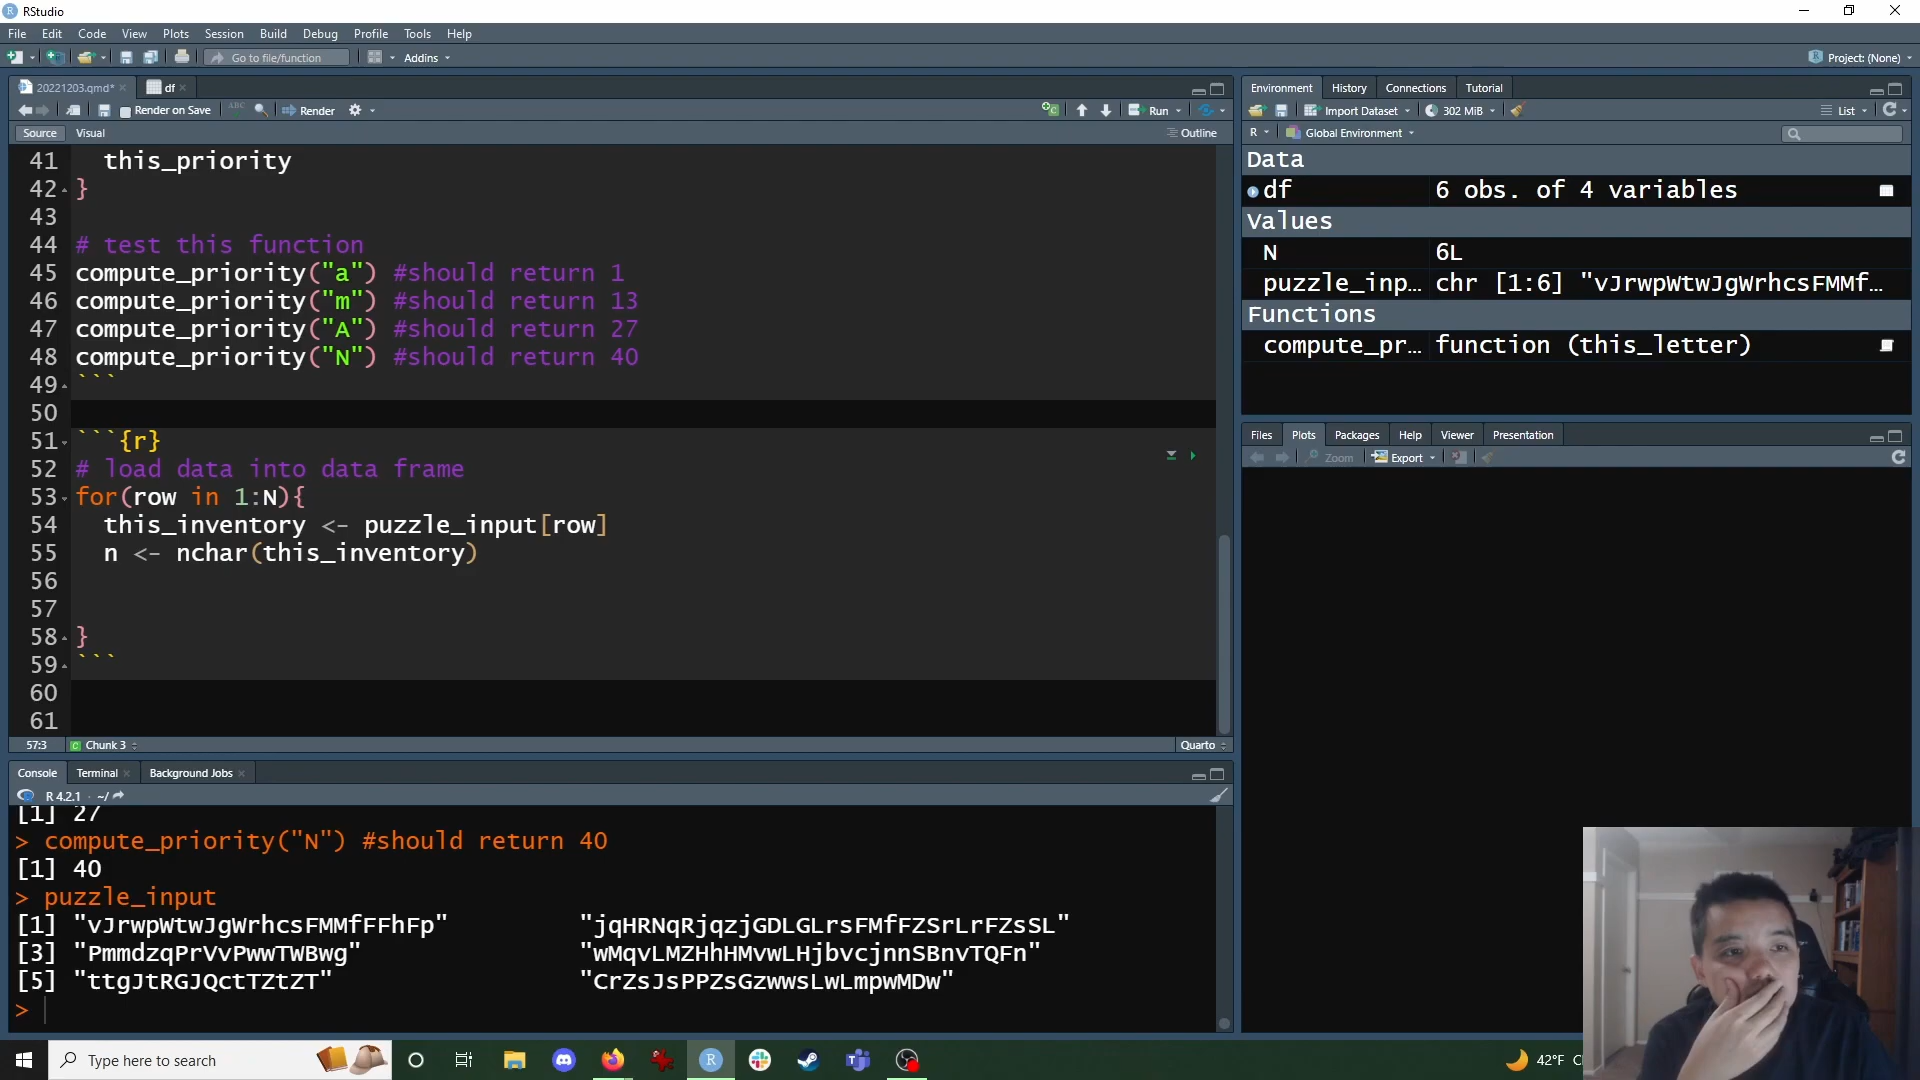 RStudio
File Edit Code View Plots Session Build Debug Profile Tools Help
Go to file/function Addins Project: (None)
20221203.qmd* df
Render on Save ABC Render Run
Source Visual Outline
41 this_priority
42 }
43
44 # test this function
45 compute_priority("a") #should return 1
46 compute_priority("m") #should return 13
47 compute_priority("A") #should return 27
48 compute_priority("N") #should return 40
49 ```
50
51 ```{r}
52 # load data into data frame
53 for(row in 1:N){
54 this_inventory <- puzzle_input[row]
55 n <- nchar(this_inventory)
56
57
58 }
59 ```
60
61
57:3 Chunk 3 Quarto
Console Terminal Background Jobs
R 4.2.1 · ~/
[1] 27
> compute_priority("N") #should return 40
[1] 40
> puzzle_input
[1] "vJrwpWtwJgWrhcsFMMfFFhFp" "jqHRNqRjqzjGDLGLrsFMfFZSrLrFZsSL"
[3] "PmmdzqPrVvPwwTWBwg" "wMqvLMZHhHMvwLHjbvcjnnSBnvTQFn"
[5] "ttgJtRGJQctTZtZT" "CrZsJsPPZsGzwwsLwLmpwMDw"
>
Environment History Connections Tutorial
Import Dataset 302 MiB List
R Global Environment
Data
df 6 obs. of 4 variables
Values
N 6L
puzzle_inp… chr [1:6] "vJrwpWtwJgWrhcsFMMf…
Functions
compute_pr… function (this_letter)
Files Plots Packages Help Viewer Presentation
Zoom Export
Type here to search
42°F